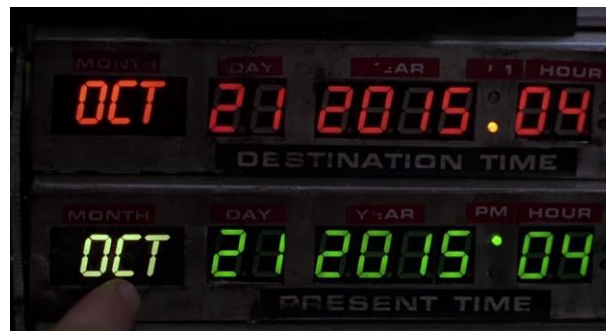 MONTH DAY HOUR
OCT 21 2015 04
DESTINATION TIME
MONTH DAY YEAR PM HOUR
OCT 21 2015 04
PRESENT TIME